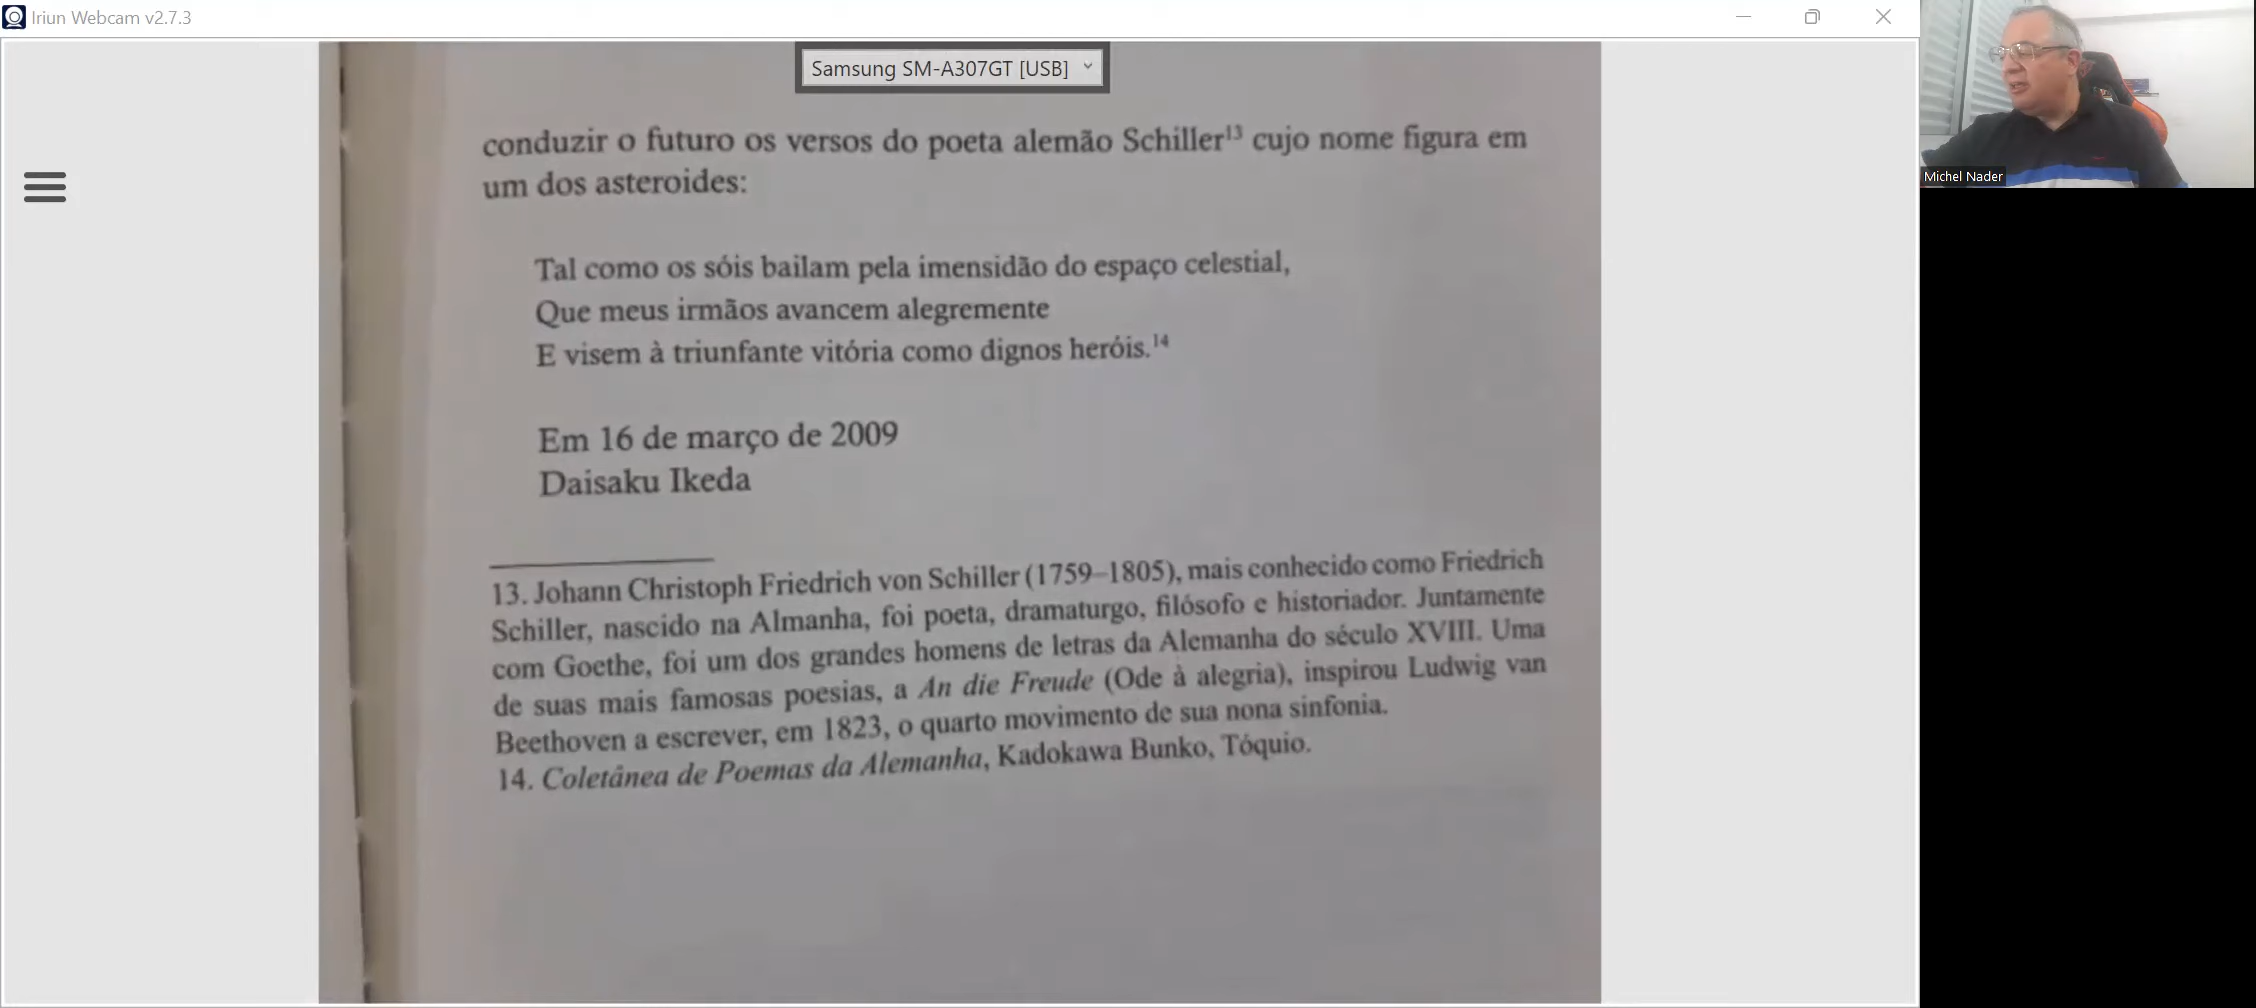 Iriun Webcam v2.7.3
Samsung SM-A307GT [USB]
conduzir o futuro os versos do poeta alemão Schiller¹³ cujo nome figura em
um dos asteroides:
Tal como os sóis bailam pela imensidão do espaço celestial,
Que meus irmãos avancem alegremente
E visem à triunfante vitória como dignos heróis.¹⁴
Em 16 de março de 2009
Daisaku Ikeda
13. Johann Christoph Friedrich von Schiller (1759–1805), mais conhecido como Friedrich
Schiller, nascido na Almanha, foi poeta, dramaturgo, filósofo e historiador. Juntamente
com Goethe, foi um dos grandes homens de letras da Alemanha do século XVIII. Uma
de suas mais famosas poesias, a An die Freude (Ode à alegria), inspirou Ludwig van
Beethoven a escrever, em 1823, o quarto movimento de sua nona sinfonia.
14. Coletânea de Poemas da Alemanha, Kadokawa Bunko, Tóquio.
Michel Nader